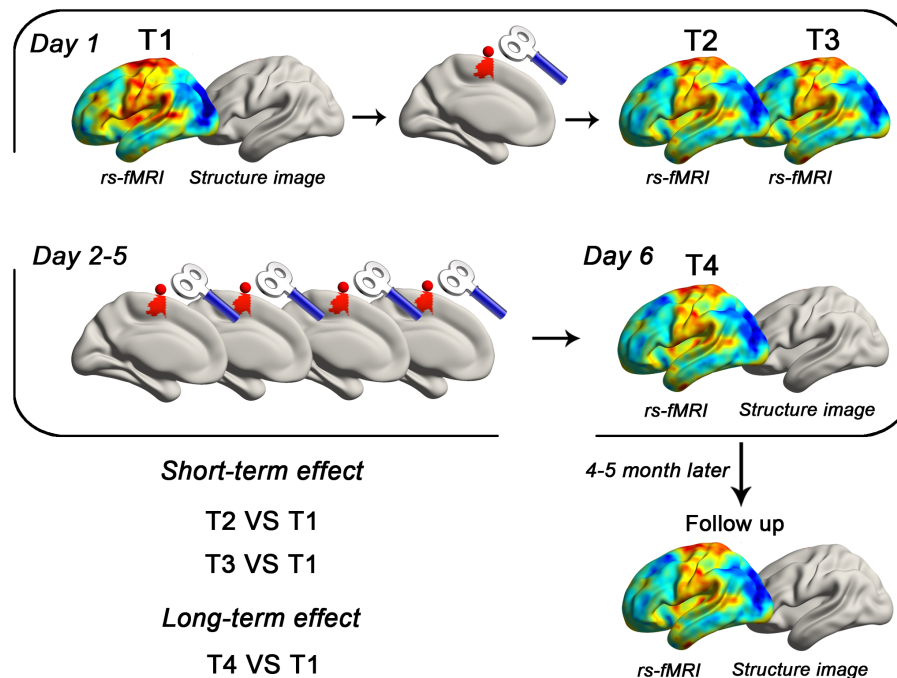 Day 1
T1
T2
T3
rs-fMRI
Structure image
rs-fMRI
rs-fMRI
Day 2-5
Day 6
T4
rs-fMRI
Structure image
Short-term effect
4-5 month later
T2 VS T1
Follow up
T3 VS T1
Long-term effect
T4 VS T1
rs-fMRI
Structure image